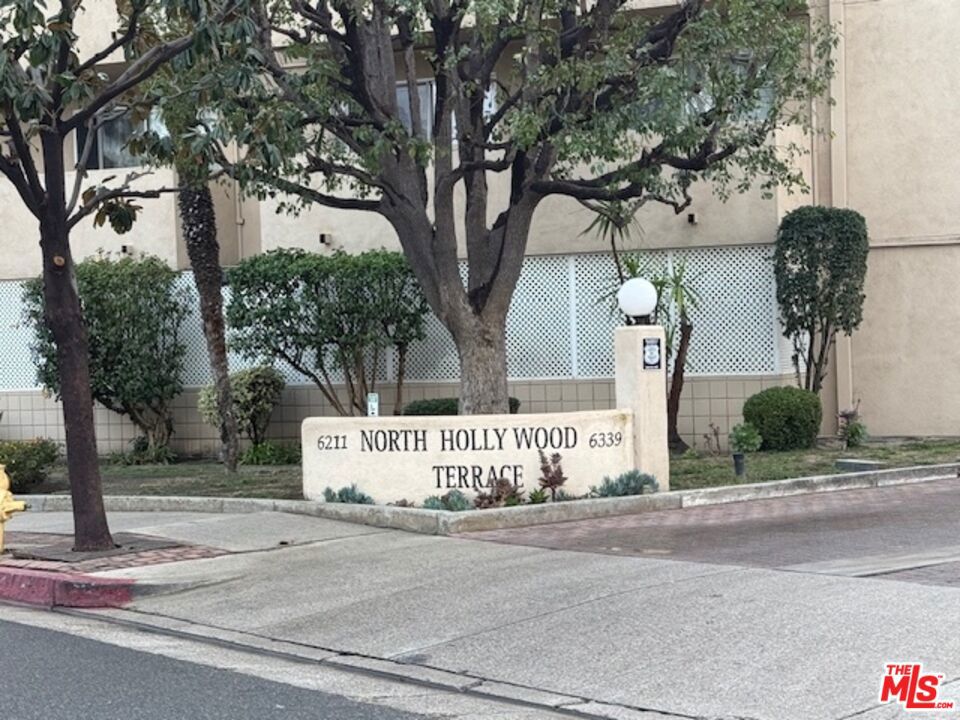 6211 NORTH HOLLY WOOD 6339
TERRACE
THE
MLS
.COM